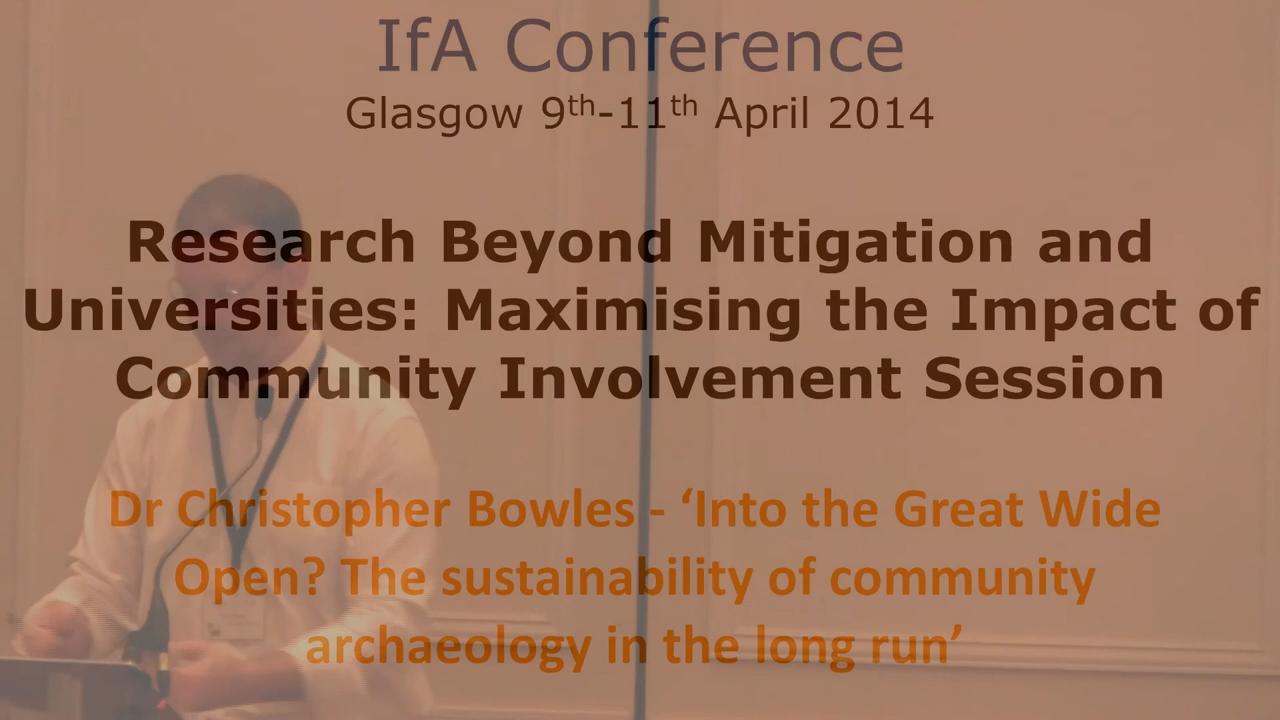 IfA Conference
Glasgow 9th-11th April 2014
Research Beyond Mitigation and
Universities: Maximising the Impact of
Community Involvement Session
Dr Christopher Bowles - ‘Into the Great Wide
Open? The sustainability of community
archaeology in the long run’